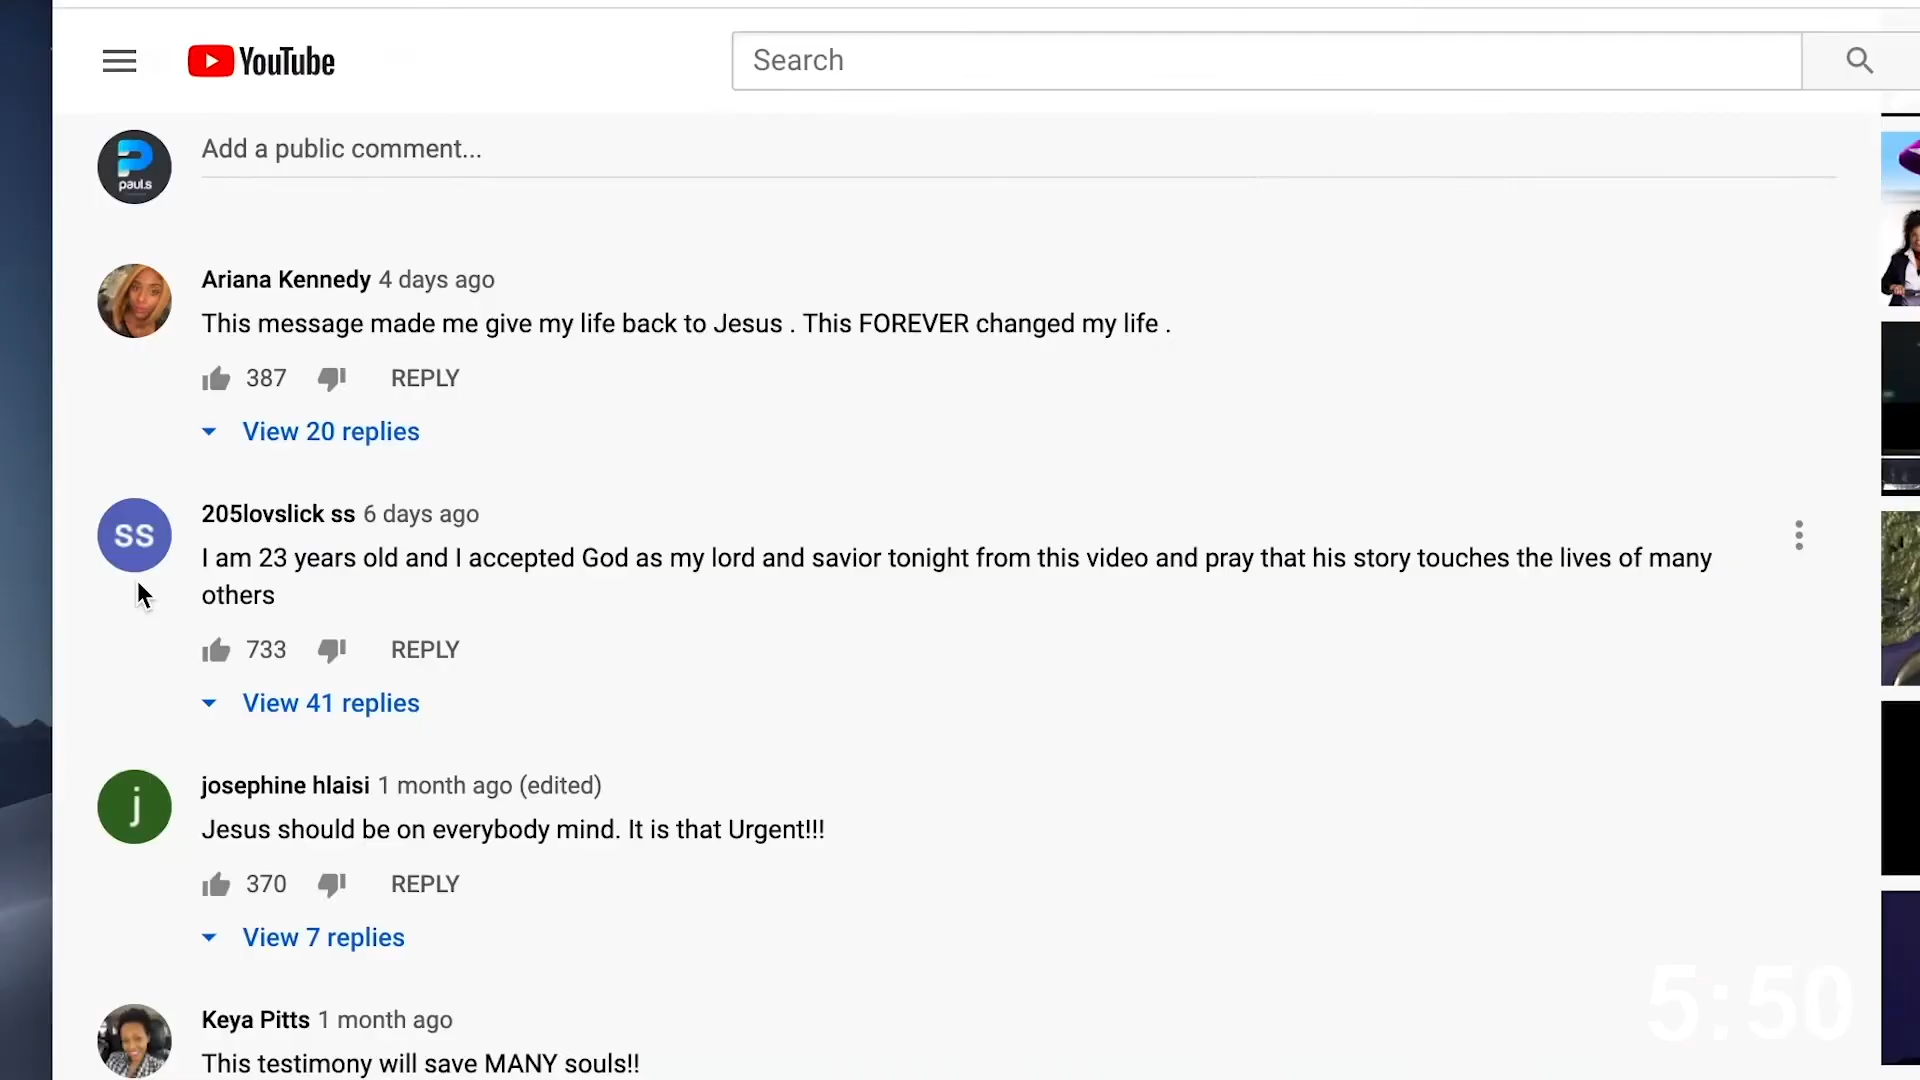 YouTube
Search
Add a public comment...
paul.s
Ariana Kennedy 4 days ago
This message made me give my life back to Jesus . This FOREVER changed my life .
387 REPLY
View 20 replies
SS
205lovslick ss 6 days ago
I am 23 years old and I accepted God as my lord and savior tonight from this video and pray that his story touches the lives of many
others
733 REPLY
View 41 replies
j
josephine hlaisi 1 month ago (edited)
Jesus should be on everybody mind. It is that Urgent!!!
370 REPLY
View 7 replies
5:50
Keya Pitts 1 month ago
This testimony will save MANY souls!!